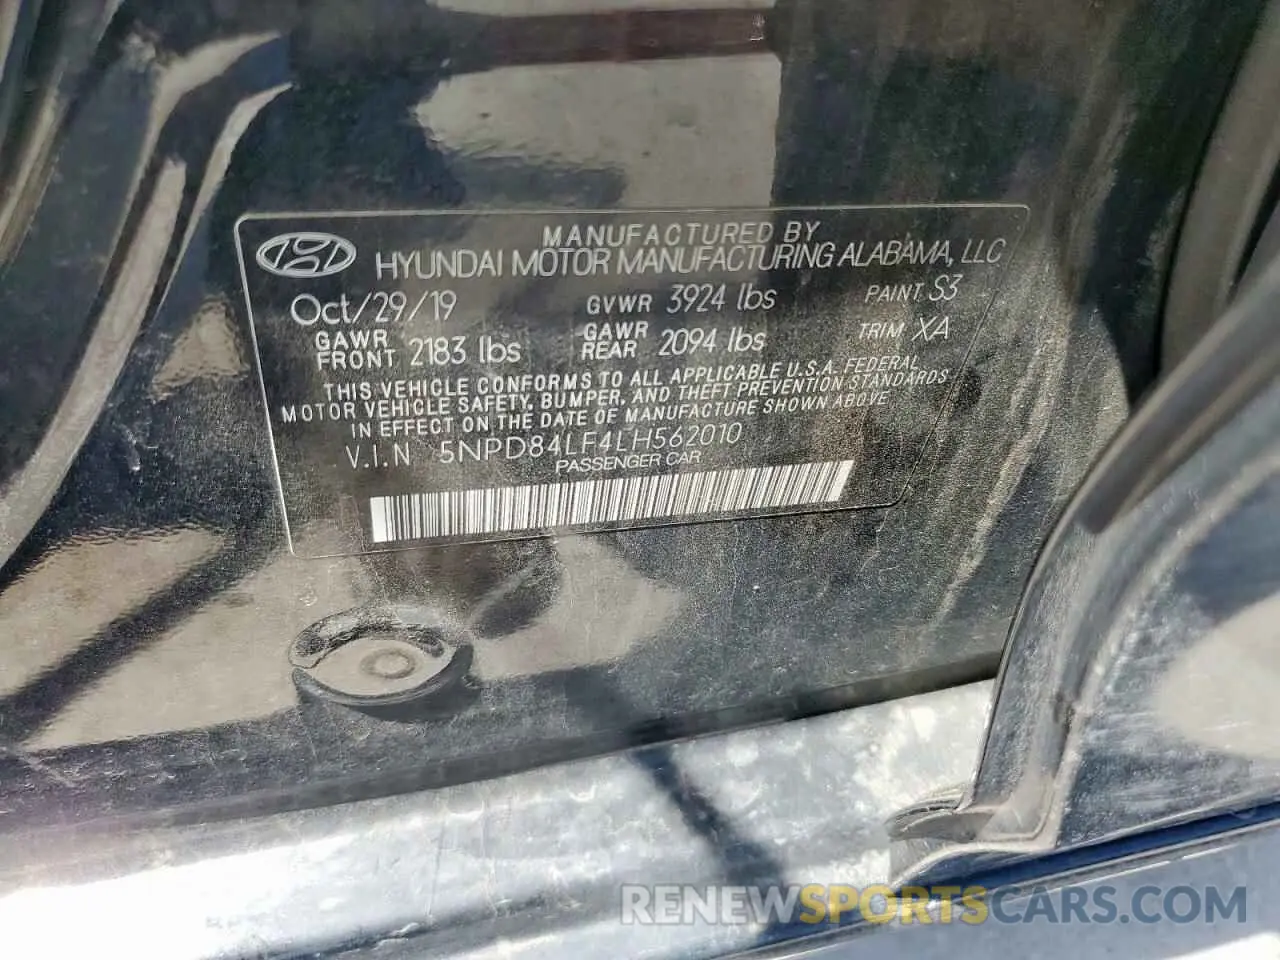 MANUFACTURED BY
HYUNDAI MOTOR MANUFACTURING ALABAMA, LLC
Oct/29/19 GVWR 3924 lbs PAINT S3
GAWR FRONT 2183 lbs GAWR REAR 2094 lbs TRIM XA
THIS VEHICLE CONFORMS TO ALL APPLICABLE U.S.A. FEDERAL
MOTOR VEHICLE SAFETY, BUMPER, AND THEFT PREVENTION STANDARDS
IN EFFECT ON THE DATE OF MANUFACTURE SHOWN ABOVE
V.I.N 5NPD84LF4LH562010
PASSENGER CAR
RENEWSPORTSCARS.COM